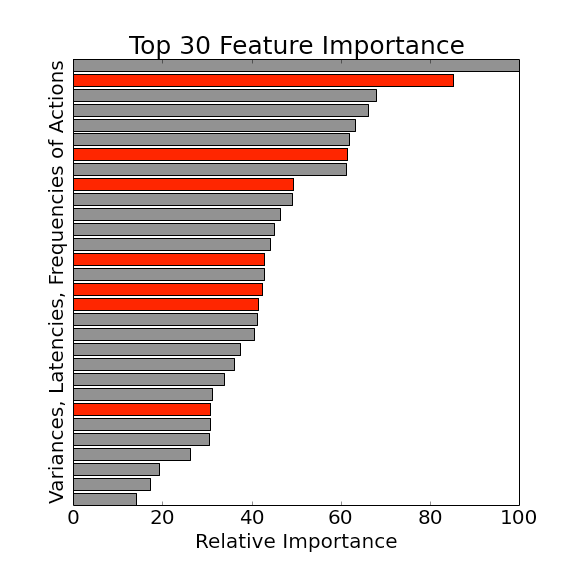 Top 30 Feature Importance
Variances, Latencies, Frequencies of Actions
0 20 40 60 80 100
Relative Importance